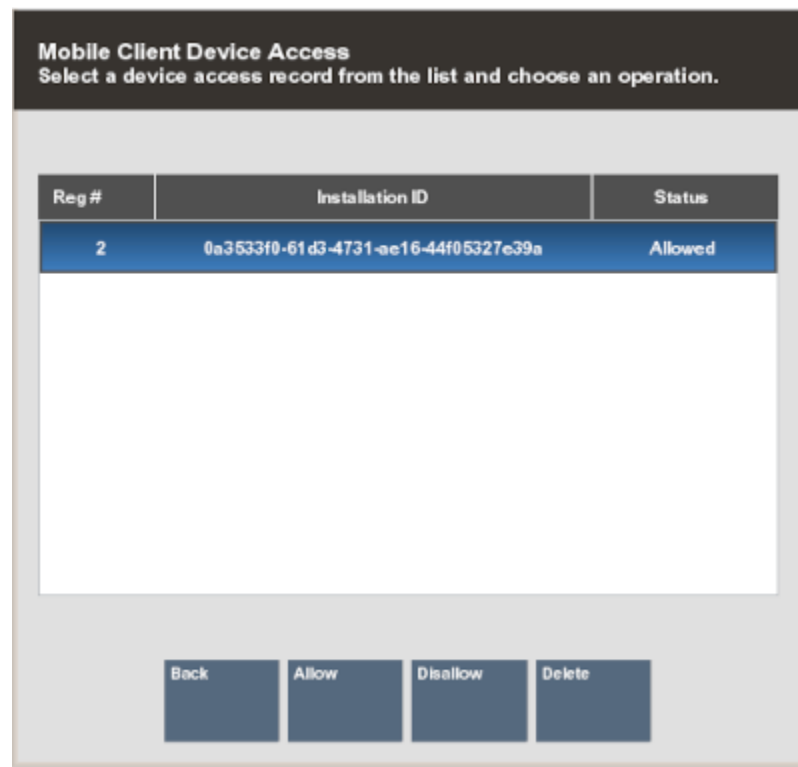 Mobile Client Device Access
Select a device access record from the list and choose an operation.
Reg # Installation ID Status
2 0a3533f0-61d3-4731-ae16-44f05327e39a Allowed
Back Allow Disallow Delete